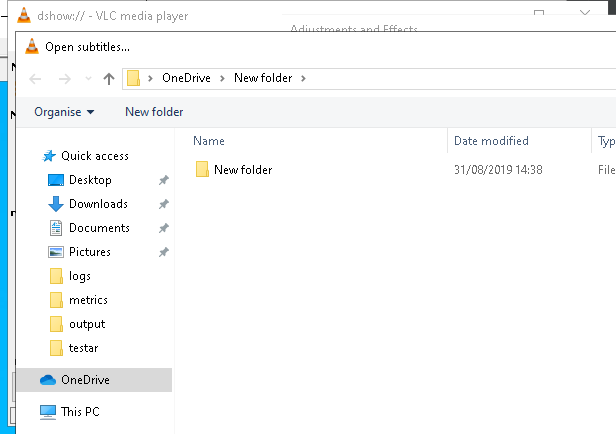 dshow:// - VLC media player
Adjustments and Effects
Open subtitles...
OneDrive > New folder >
Organise New folder
Name Date modified Typ
Quick access
New folder 31/08/2019 14:38 File
Desktop
Downloads
Documents
Pictures
logs
metrics
output
testar
OneDrive
This PC